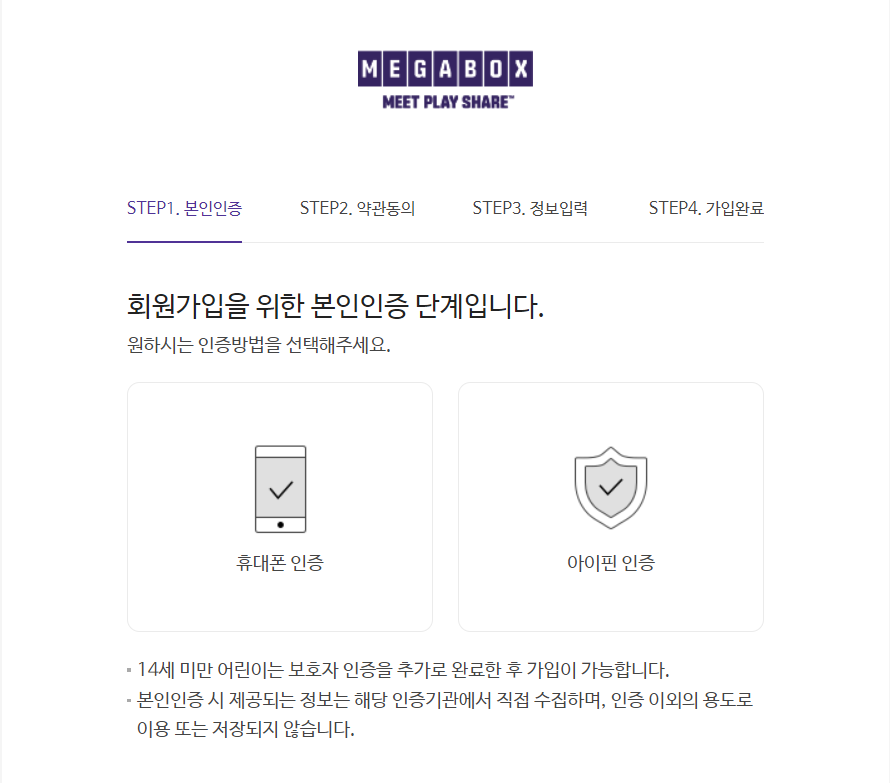 MEGABOX
MEET PLAY SHARE™
STEP1. 본인인증 STEP2. 약관동의 STEP3. 정보입력 STEP4. 가입완료
회원가입을 위한 본인인증 단계입니다.
원하시는 인증방법을 선택해주세요.
휴대폰 인증 아이핀 인증
14세 미만 어린이는 보호자 인증을 추가로 완료한 후 가입이 가능합니다.
본인인증 시 제공되는 정보는 해당 인증기관에서 직접 수집하며, 인증 이외의 용도로
이용 또는 저장되지 않습니다.